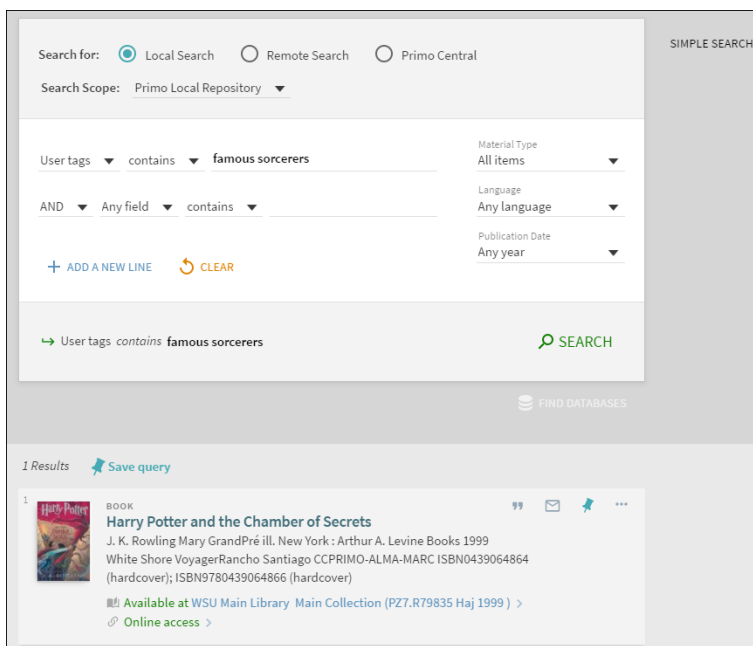 Search for: Local Search Remote Search Primo Central
SIMPLE SEARCH
Search Scope: Primo Local Repository
User tags contains famous sorcerers
Material Type
All items
AND Any field contains
Language
Any language
Publication Date
Any year
+ ADD A NEW LINE CLEAR
User tags contains famous sorcerers
SEARCH
FIND DATABASES
1 Results Save query
1
Harry Potter
BOOK
Harry Potter and the Chamber of Secrets
J. K. Rowling Mary GrandPré ill. New York : Arthur A. Levine Books 1999
White Shore VoyagerRancho Santiago CCPRIMO-ALMA-MARC ISBN0439064864
(hardcover); ISBN9780439064866 (hardcover)
Available at WSU Main Library Main Collection (PZ7.R79835 Haj 1999 ) >
Online access >